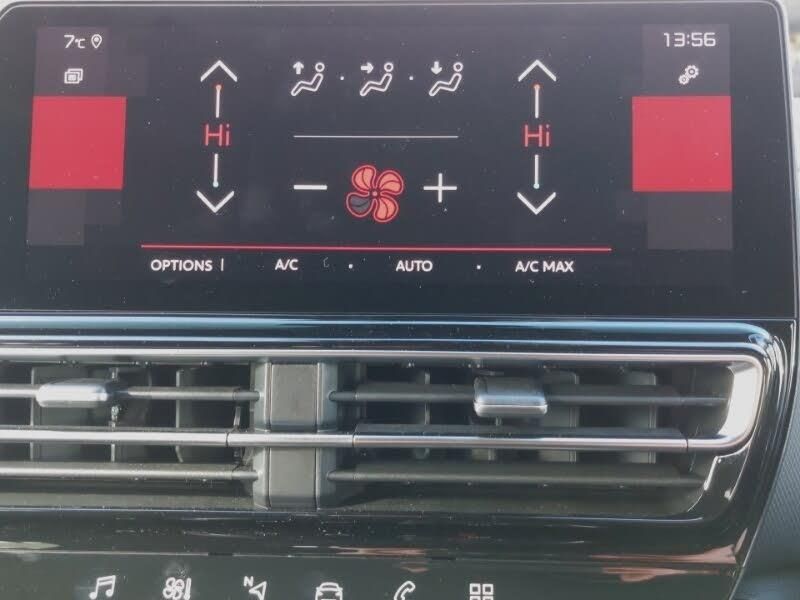 7°C 13:56
Hi Hi
OPTIONS A/C AUTO A/C MAX
N